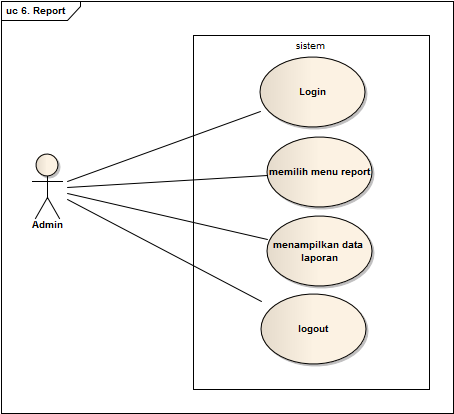 uc 6. Report
sistem
Login
memilih menu report
menampilkan data
laporan
logout
Admin